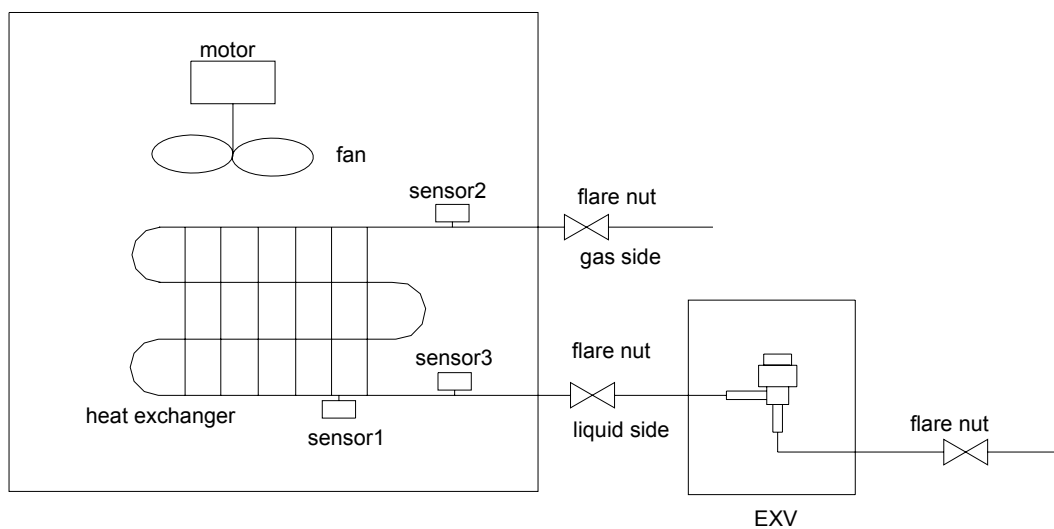 motor
fan
sensor2
flare nut
gas side
sensor3
flare nut
heat exchanger
sensor1
liquid side
flare nut
EXV